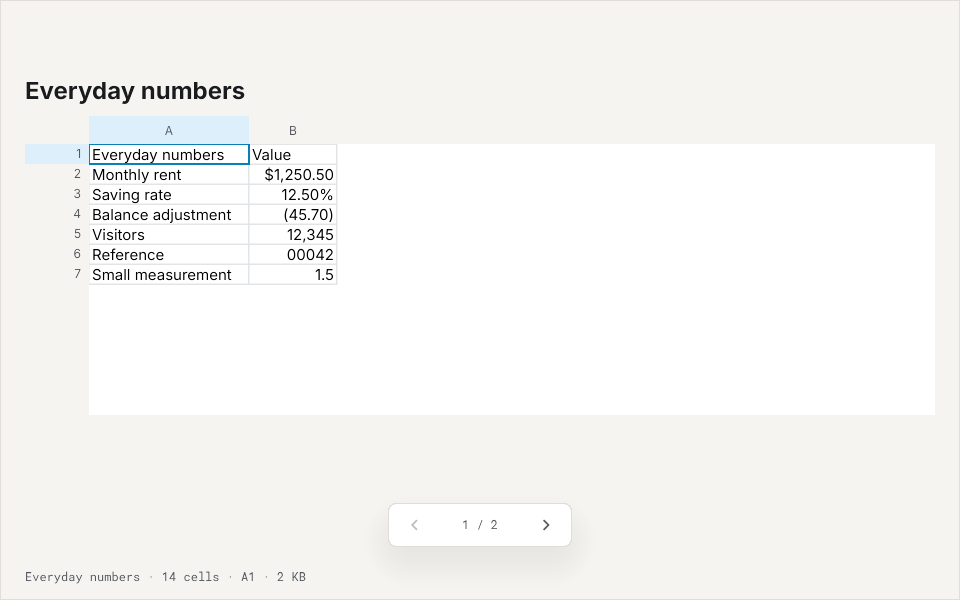 Everyday numbers
A B
1 Everyday numbers Value
2 Monthly rent $1,250.50
3 Saving rate 12.50%
4 Balance adjustment (45.70)
5 Visitors 12,345
6 Reference 00042
7 Small measurement 1.5
1 / 2
Everyday numbers · 14 cells · A1 · 2 KB